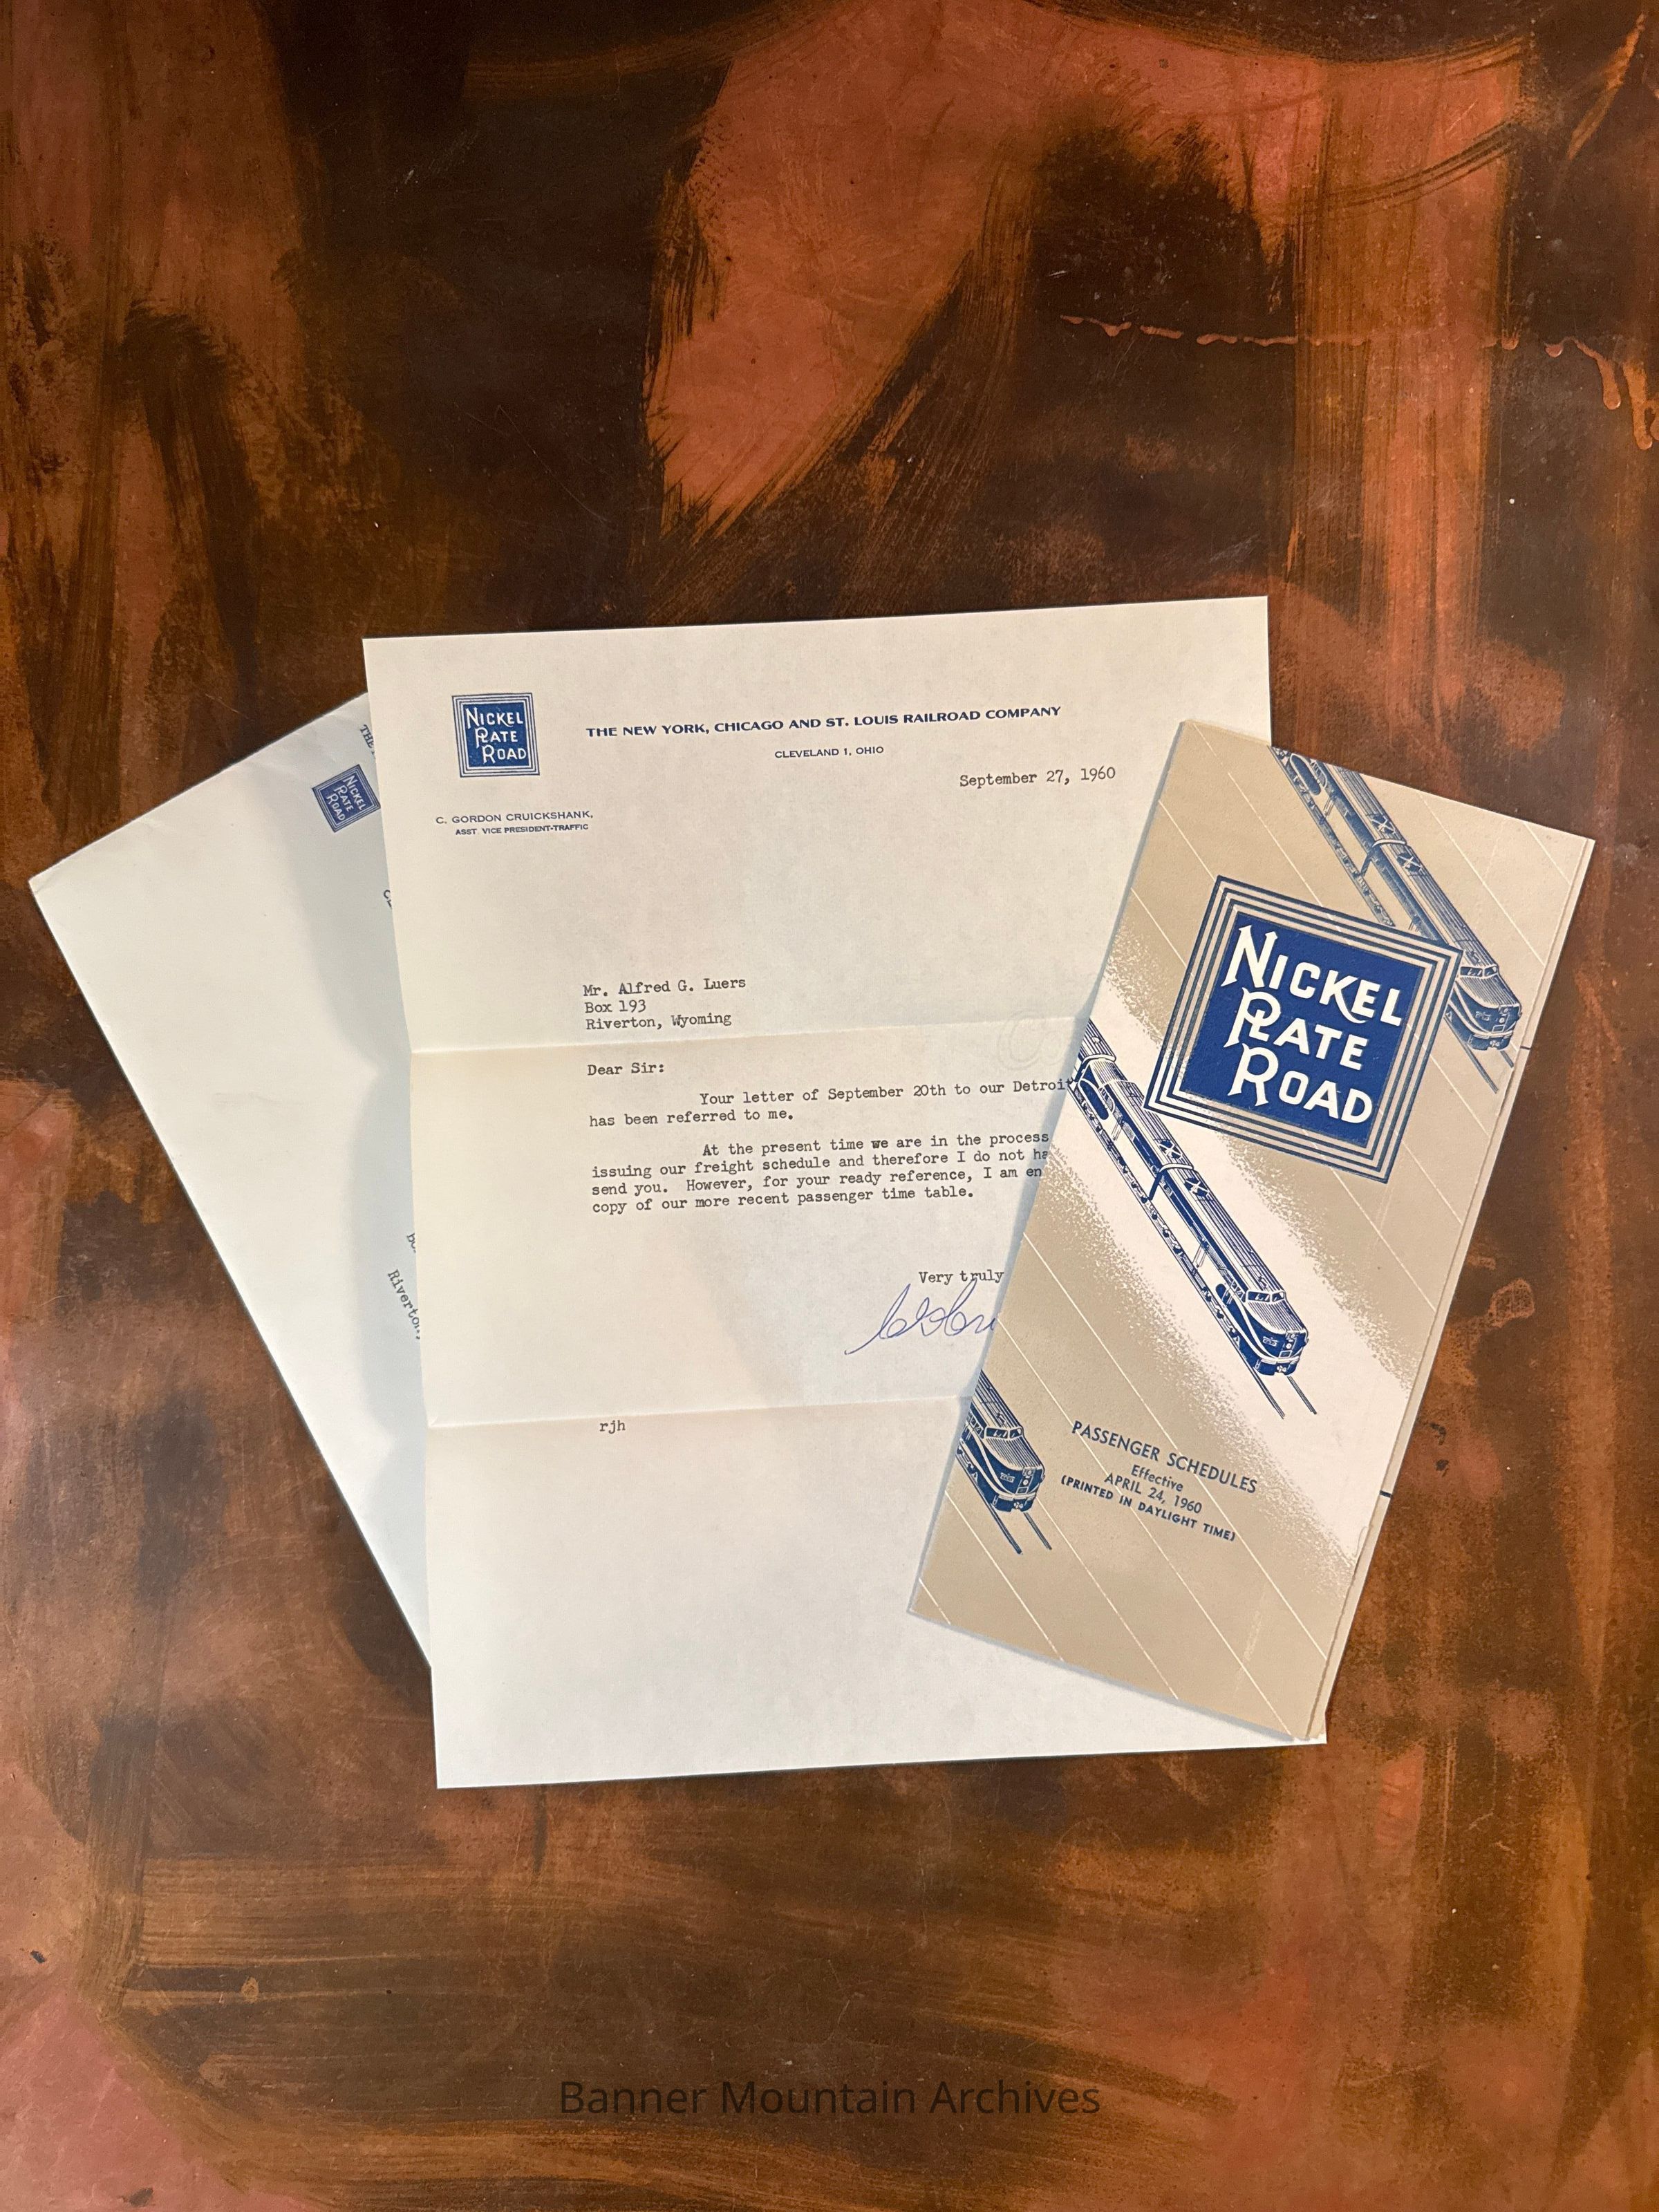 NICKEL
PLATE
ROAD
THE NEW YORK, CHICAGO AND ST. LOUIS RAILROAD COMPANY
CLEVELAND 1, OHIO
September 27, 1960
C. GORDON CRUICKSHANK,
ASST. VICE PRESIDENT-TRAFFIC
Mr. Alfred G. Luers
Box 193
Riverton, Wyoming
Dear Sir:
Your letter of September 20th to our Detroit
has been referred to me.
At the present time we are in the process
issuing our freight schedule and therefore I do not ha
send you. However, for your ready reference, I am en
copy of our more recent passenger time table.
Very truly
rjh
NICKEL
PLATE
ROAD
THE
Riverton,
NICKEL
PLATE
ROAD
PASSENGER SCHEDULES
Effective
APRIL 24, 1960
(PRINTED IN DAYLIGHT TIME)
Banner Mountain Archives